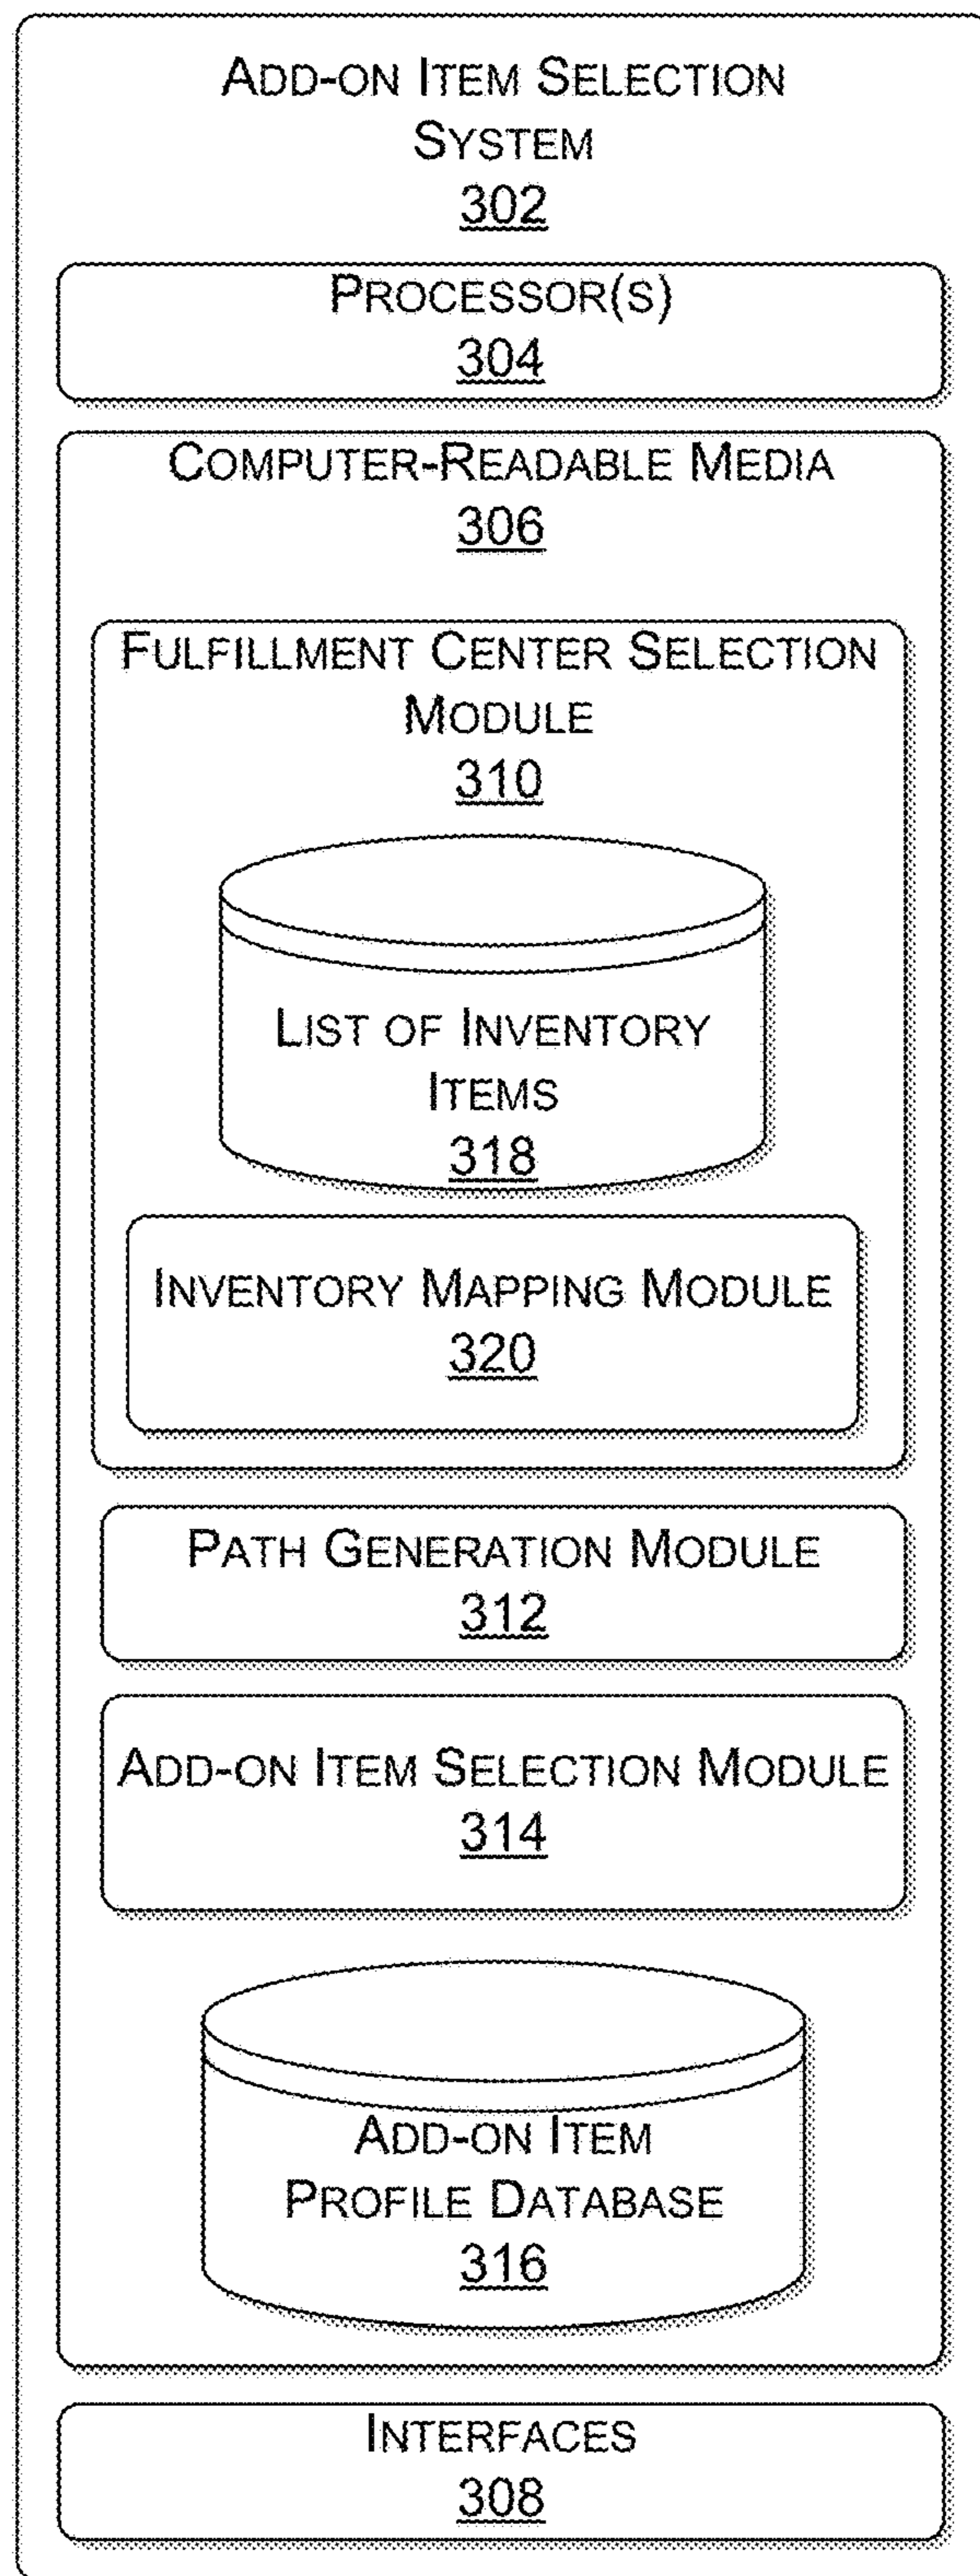 ADD-ON ITEM SELECTION
SYSTEM
302
PROCESSOR(S)
304
COMPUTER-READABLE MEDIA
306
FULFILLMENT CENTER SELECTION
MODULE
310
LIST OF INVENTORY
ITEMS
318
INVENTORY MAPPING MODULE
320
PATH GENERATION MODULE
312
ADD-ON ITEM SELECTION MODULE
314
ADD-ON ITEM
PROFILE DATABASE
316
INTERFACES
308